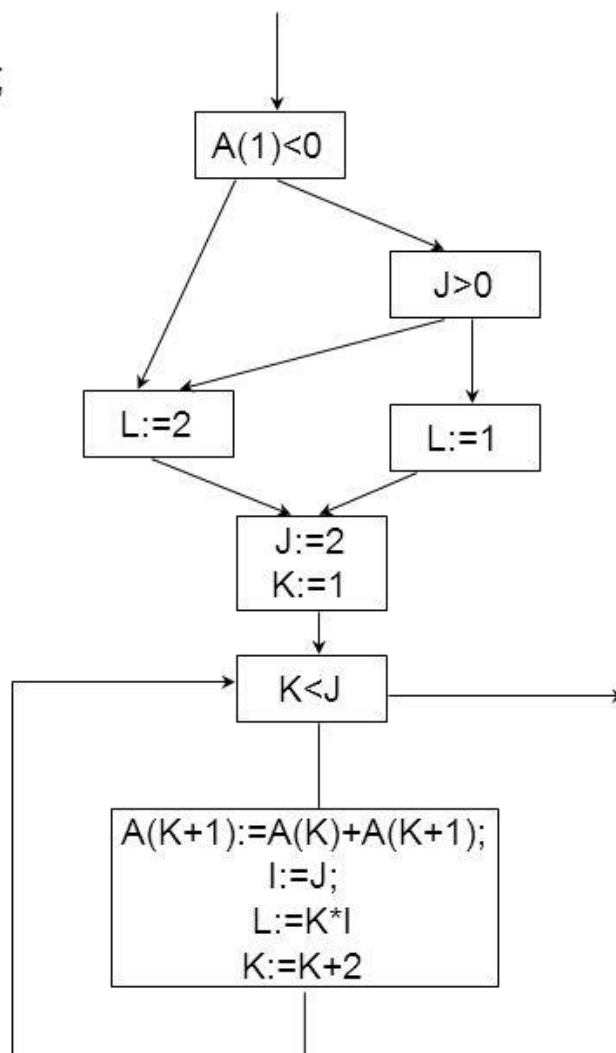 ;
A(1)<0
J>0
L:=2
L:=1
J:=2
K:=1
K<J
A(K+1):=A(K)+A(K+1);
I:=J;
L:=K*I
K:=K+2